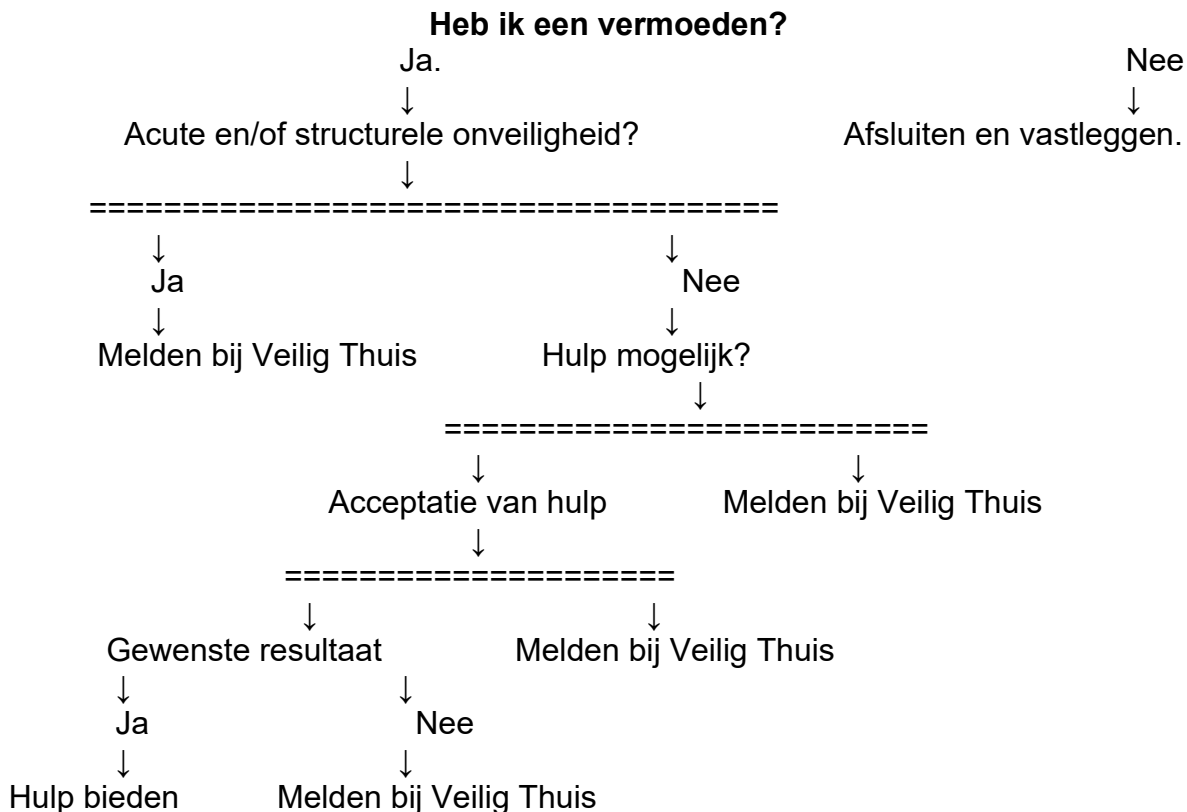 Heb ik een vermoeden?
Ja. Nee
↓ ↓
Acute en/of structurele onveiligheid? Afsluiten en vastleggen.
↓
=====================================
↓ ↓
Ja Nee
↓ ↓
Melden bij Veilig Thuis Hulp mogelijk?
↓
==========================
↓ ↓
Acceptatie van hulp Melden bij Veilig Thuis
↓
=====================
↓ ↓
Gewenste resultaat Melden bij Veilig Thuis
↓ ↓
Ja Nee
↓ ↓
Hulp bieden Melden bij Veilig Thuis